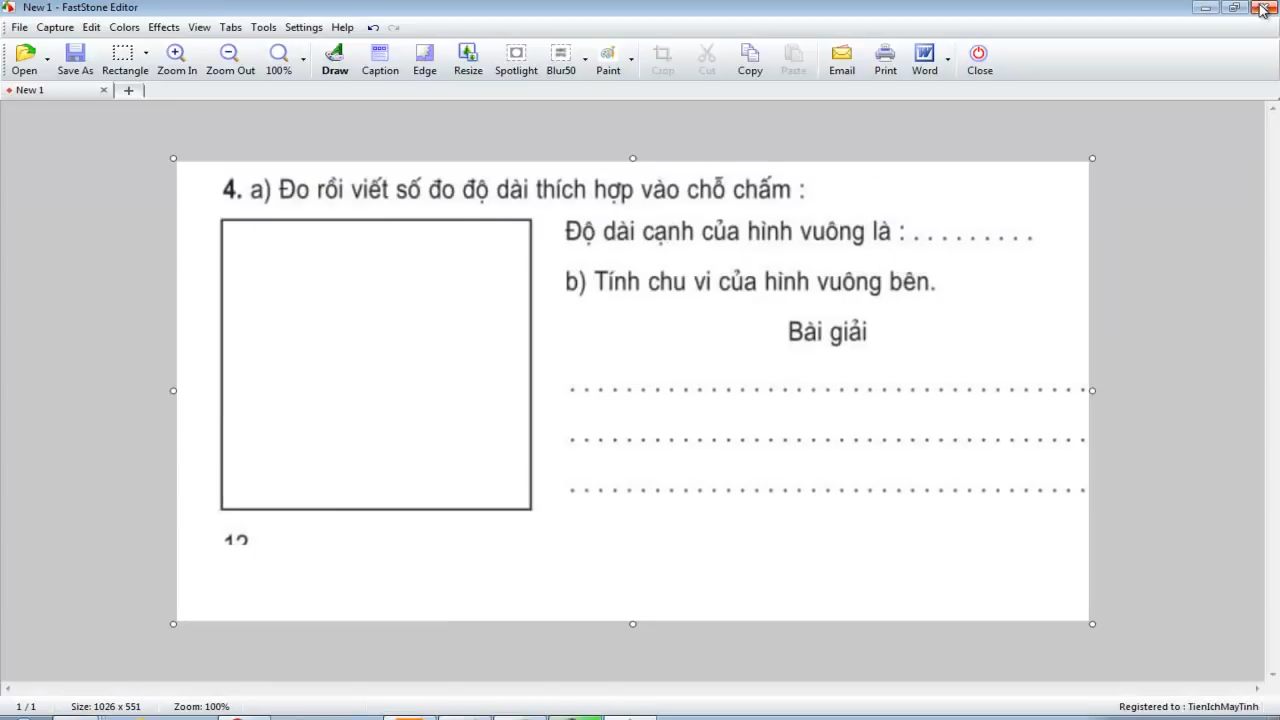 New 1 - FastStone Editor
File Capture Edit Colors Effects View Tabs Tools Settings Help
Open Save As Rectangle Zoom In Zoom Out 100% Draw Caption Edge Resize Spotlight Blur50 Paint Crop Cut Copy Paste Email Print Word Close
New 1
4. a) Đo rồi viết số đo độ dài thích hợp vào chỗ chấm :
Độ dài cạnh của hình vuông là : . . . . . . . . .
b) Tính chu vi của hình vuông bên.
Bài giải
. . . . . . . . . . . . . . . . . . . . . . . . . . . . . . . . . . . . .
. . . . . . . . . . . . . . . . . . . . . . . . . . . . . . . . . . . . .
. . . . . . . . . . . . . . . . . . . . . . . . . . . . . . . . . . . . .
1 / 1 Size: 1026 x 551 Zoom: 100% Registered to : TienIchMayTinh